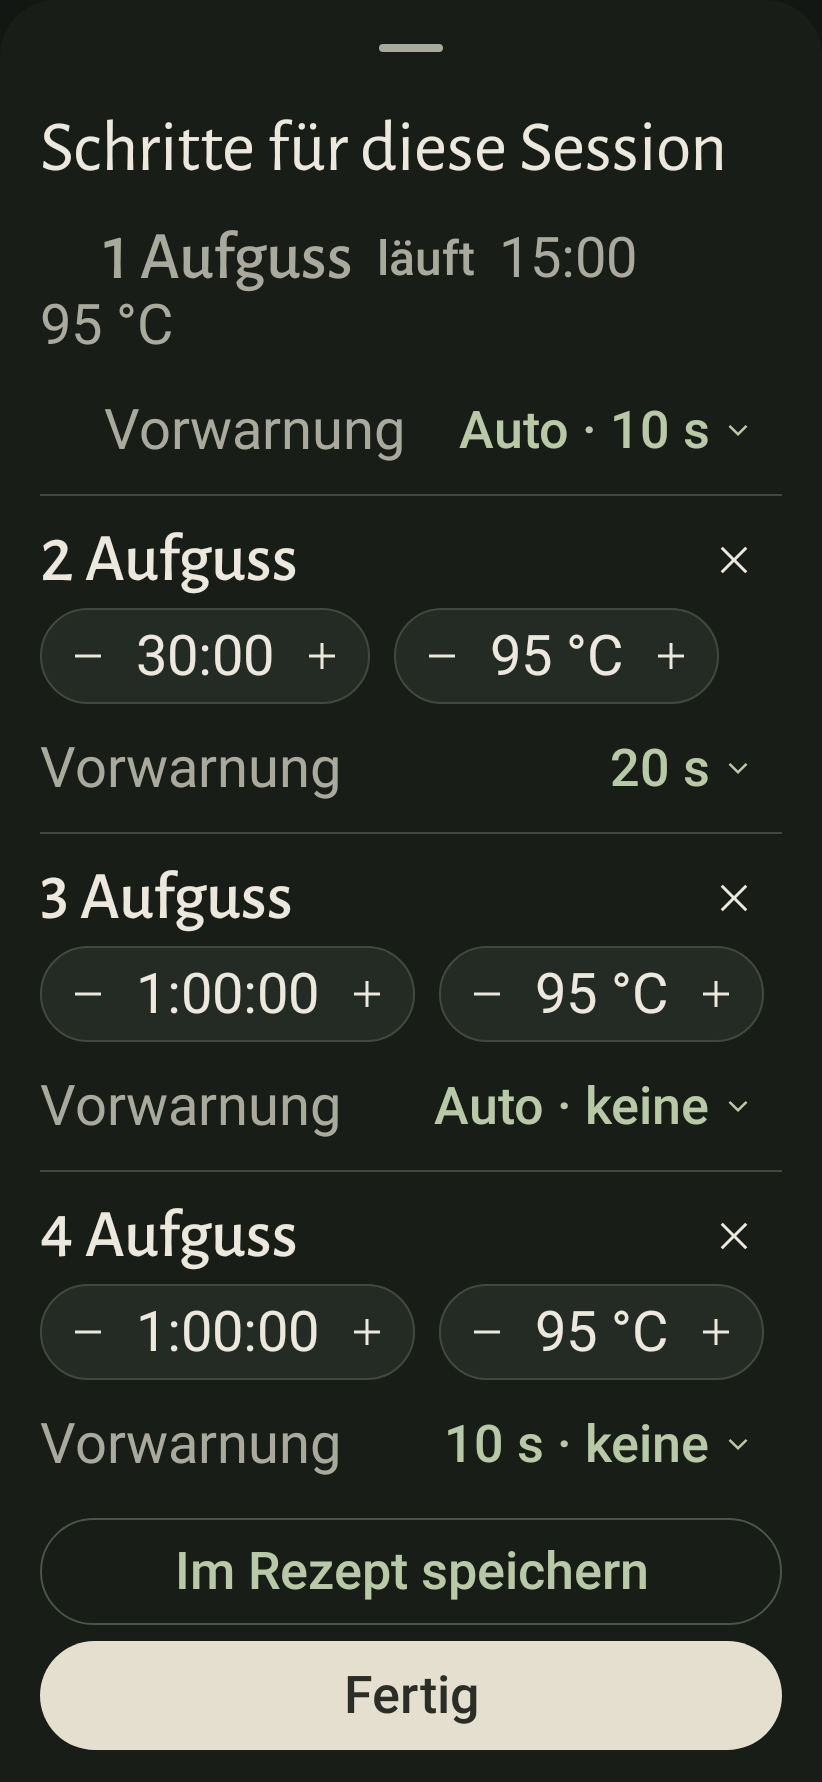 Schritte für diese Session
1 Aufguss läuft 15:00
95 °C
Vorwarnung Auto · 10 s
2 Aufguss
− 30:00 + − 95 °C +
Vorwarnung 20 s
3 Aufguss
− 1:00:00 + − 95 °C +
Vorwarnung Auto · keine
4 Aufguss
− 1:00:00 + − 95 °C +
Vorwarnung 10 s · keine
Im Rezept speichern
Fertig